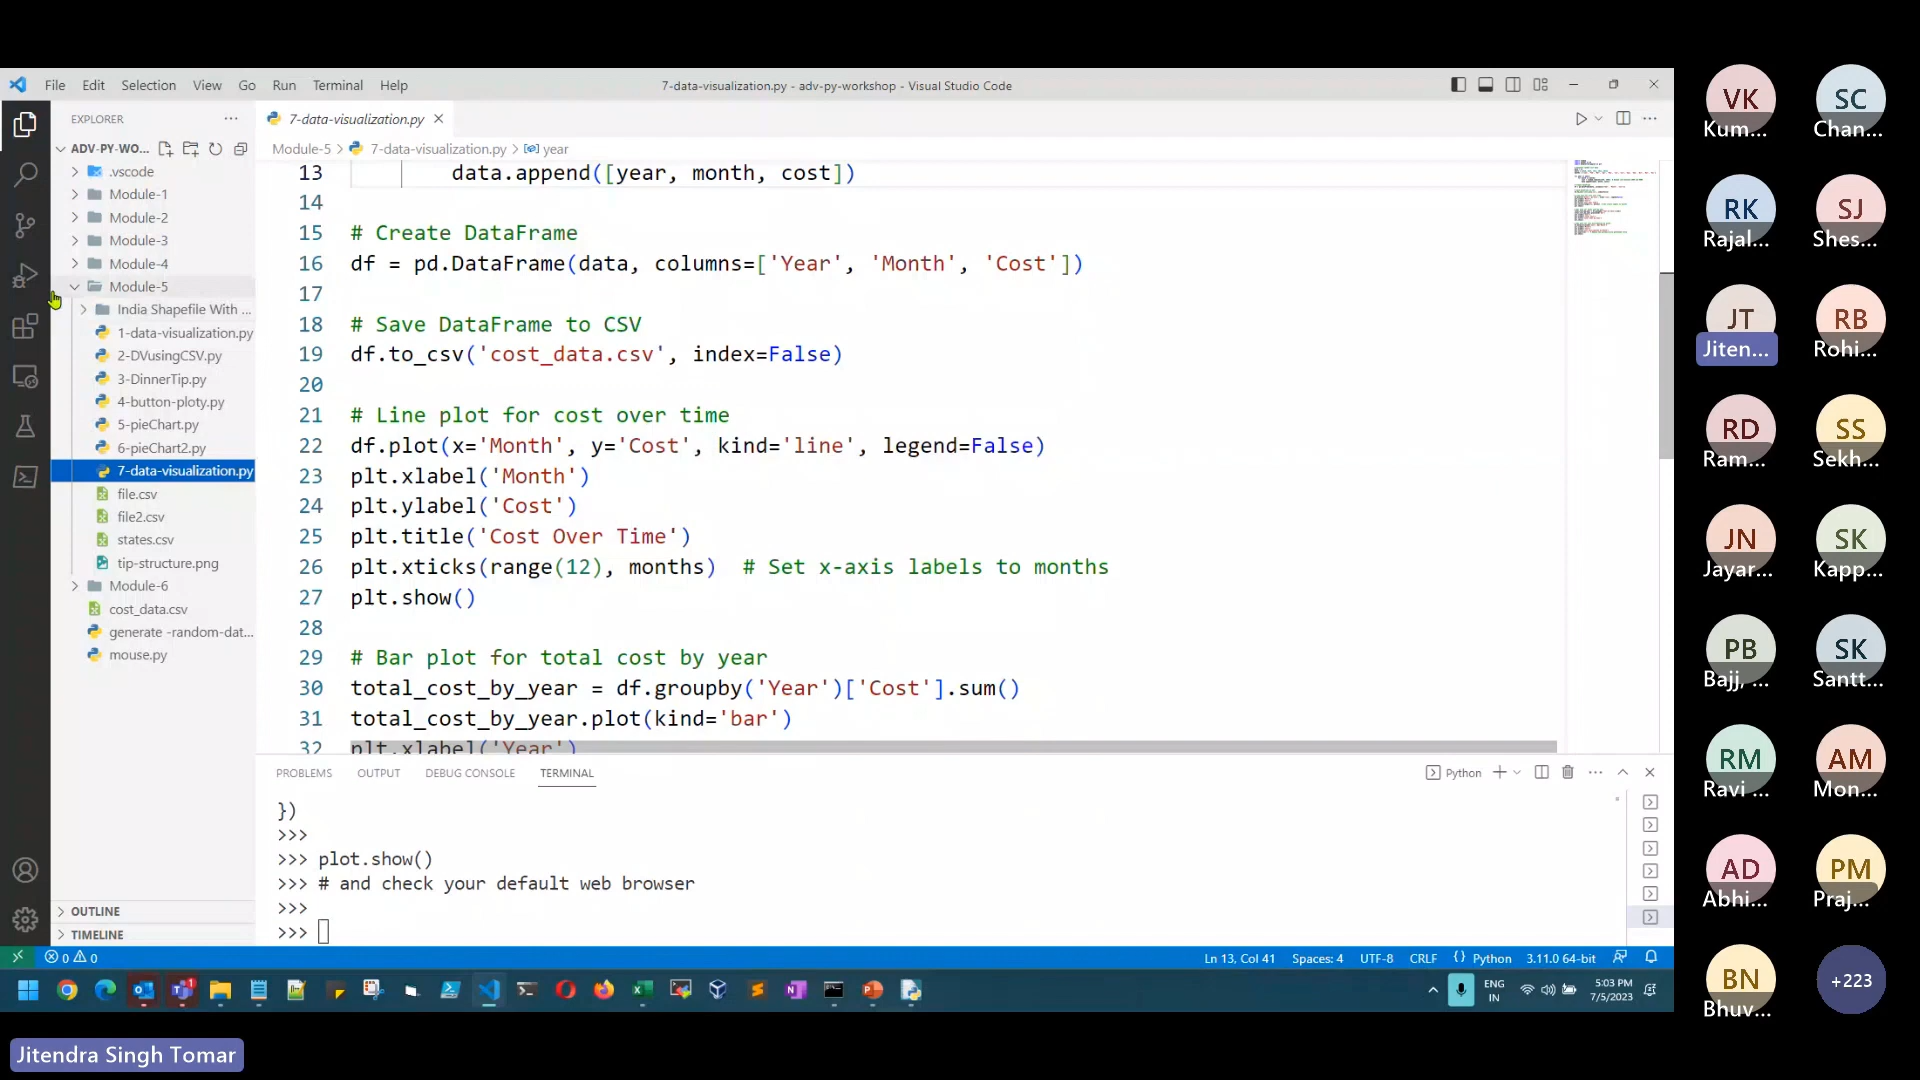 File Edit Selection View Go Run Terminal Help
7-data-visualization.py - adv-py-workshop - Visual Studio Code
EXPLORER
ADV-PY-WO...
.vscode
Module-1
Module-2
Module-3
Module-4
Module-5
India Shapefile With ...
1-data-visualization.py
2-DVusingCSV.py
3-DinnerTip.py
4-button-ploty.py
5-pieChart.py
6-pieChart2.py
7-data-visualization.py
file.csv
file2.csv
states.csv
tip-structure.png
Module-6
cost_data.csv
generate -random-dat...
mouse.py
OUTLINE
TIMELINE
7-data-visualization.py
Module-5 > 7-data-visualization.py > year
13 data.append([year, month, cost])
14
15 # Create DataFrame
16 df = pd.DataFrame(data, columns=['Year', 'Month', 'Cost'])
17
18 # Save DataFrame to CSV
19 df.to_csv('cost_data.csv', index=False)
20
21 # Line plot for cost over time
22 df.plot(x='Month', y='Cost', kind='line', legend=False)
23 plt.xlabel('Month')
24 plt.ylabel('Cost')
25 plt.title('Cost Over Time')
26 plt.xticks(range(12), months) # Set x-axis labels to months
27 plt.show()
28
29 # Bar plot for total cost by year
30 total_cost_by_year = df.groupby('Year')['Cost'].sum()
31 total_cost_by_year.plot(kind='bar')
32 plt.xlabel('Year')
PROBLEMS OUTPUT DEBUG CONSOLE TERMINAL
Python
})
>>>
>>> plot.show()
>>> # and check your default web browser
>>>
>>>
0 0
Ln 13, Col 41 Spaces: 4 UTF-8 CRLF {} Python 3.11.0 64-bit
1
ENG
IN
5:03 PM
7/5/2023
Jitendra Singh Tomar
VK
Kum...
SC
Chan...
RK
Rajal...
SJ
Shes...
JT
Jiten...
RB
Rohi...
RD
Ram...
SS
Sekh...
JN
Jayar...
SK
Kapp...
PB
Bajj, ...
SK
Santt...
RM
Ravi ...
AM
Mon...
AD
Abhi...
PM
Praj...
BN
Bhuv...
+223